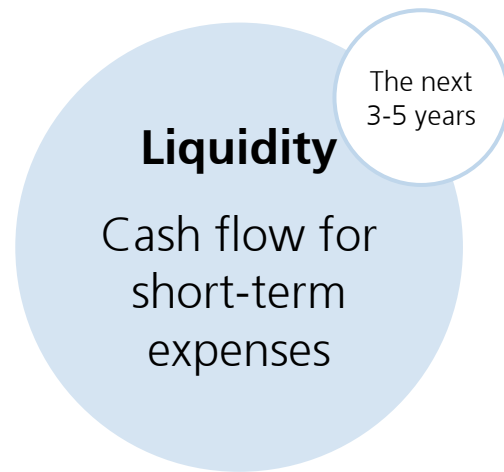 The next
3-5 years
Liquidity
Cash flow for
short-term
expenses